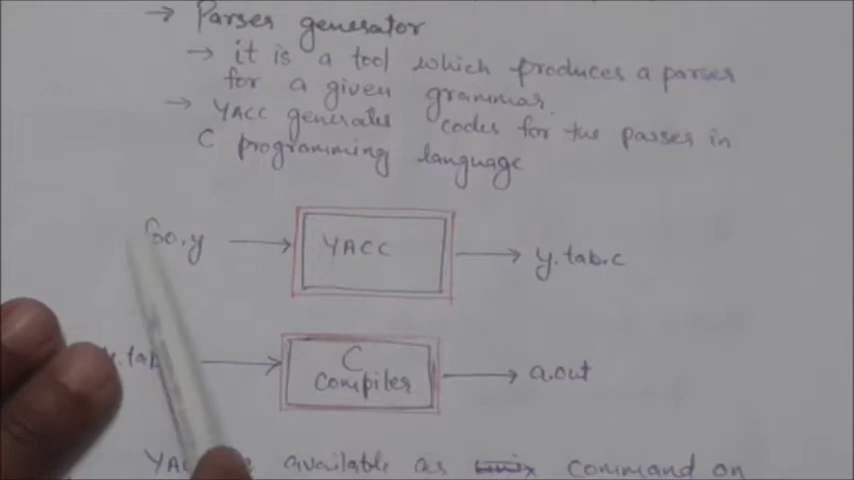 → Parser generator
→ it is a tool which produces a parser
for a given grammar.
→ YACC generates codes for the parser in
C programming language
YACC
y.tab.c
C
compiler
a.out
available as command on